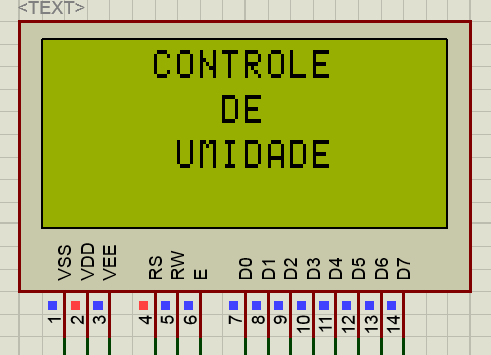 <TEXT>
CONTROLE
DE
UMIDADE
VSS VDD VEE RS RW E D0 D1 D2 D3 D4 D5 D6 D7
1 2 3 4 5 6 7 8 9 10 11 12 13 14